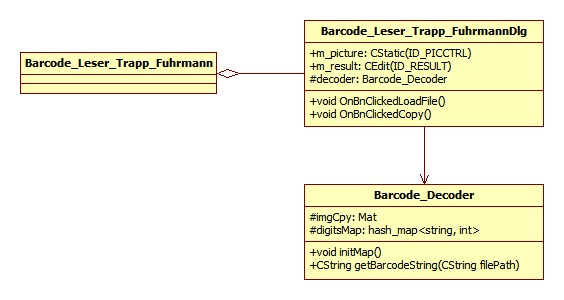 Barcode_Leser_Trapp_Fuhrmann
Barcode_Leser_Trapp_FuhrmannDlg
+m_picture: CStatic(ID_PICCTRL)
+m_result: CEdit(ID_RESULT)
#decoder: Barcode_Decoder
+void OnBnClickedLoadFile()
+void OnBnClickedCopy()
Barcode_Decoder
#imgCpy: Mat
#digitsMap: hash_map<string, int>
+void initMap()
+CString getBarcodeString(CString filePath)